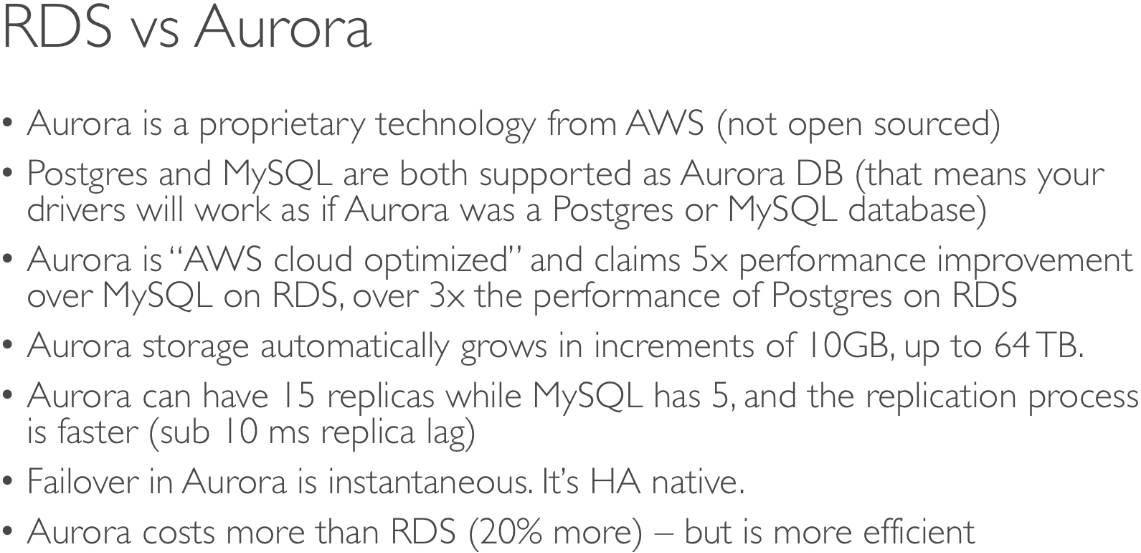 RDS vs Aurora
• Aurora is a proprietary technology from AWS (not open sourced)
• Postgres and MySQL are both supported as Aurora DB (that means your
drivers will work as if Aurora was a Postgres or MySQL database)
• Aurora is “AWS cloud optimized” and claims 5x performance improvement
over MySQL on RDS, over 3x the performance of Postgres on RDS
• Aurora storage automatically grows in increments of 10GB, up to 64 TB.
• Aurora can have 15 replicas while MySQL has 5, and the replication process
is faster (sub 10 ms replica lag)
• Failover in Aurora is instantaneous. It’s HA native.
• Aurora costs more than RDS (20% more) – but is more efficient